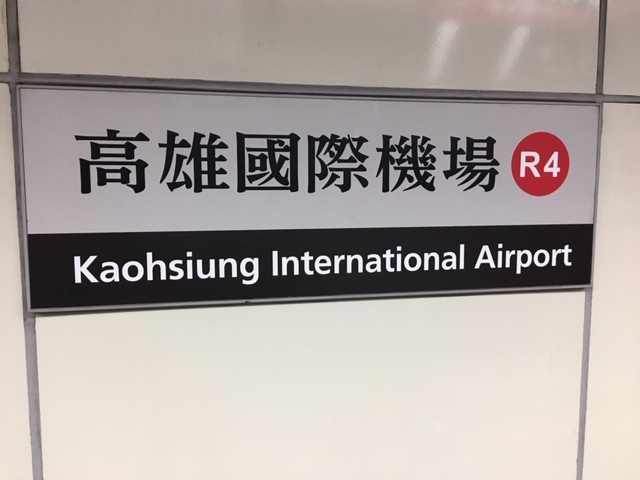 高雄國際機場 R4
Kaohsiung International Airport